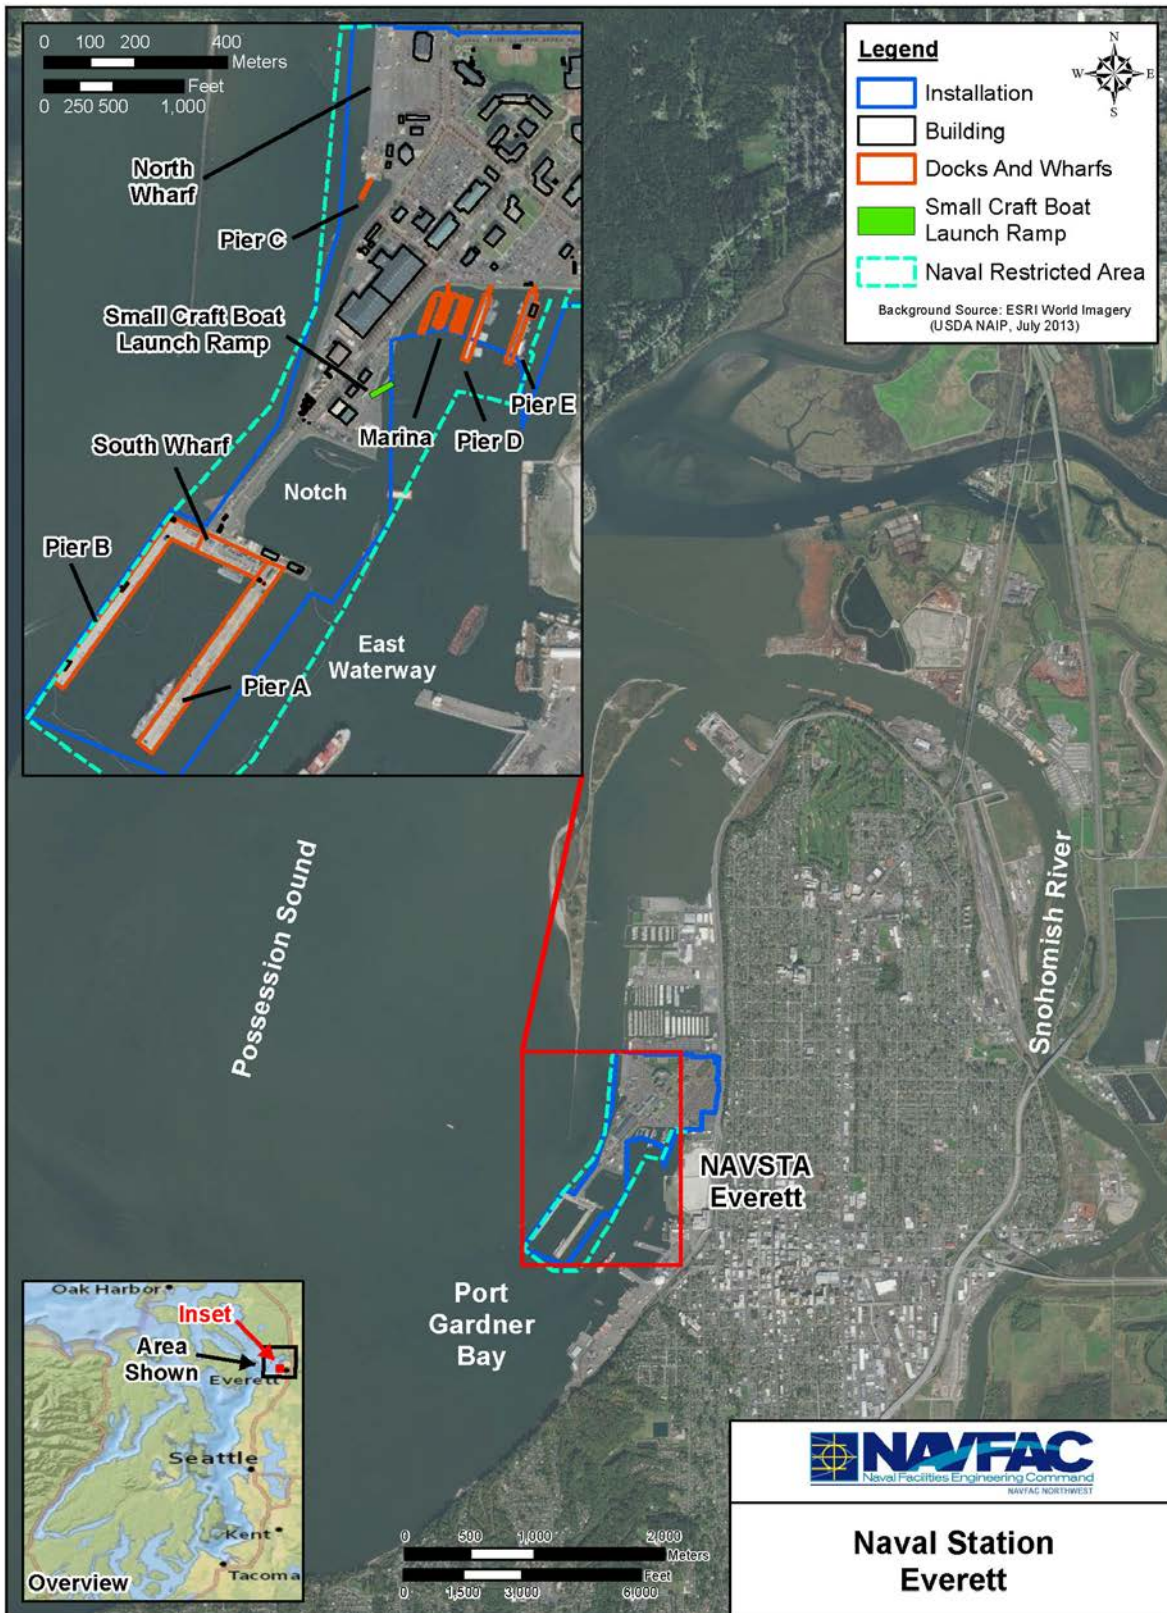 0 100 200 400
Meters
Feet
0 250 500 1,000
North
Wharf
Pier C
Small Craft Boat
Launch Ramp
Pier E
Marina
Pier D
South Wharf
Notch
Pier B
East
Waterway
Pier A
Legend
N
W E
S
Installation
Building
Docks And Wharfs
Small Craft Boat
Launch Ramp
Naval Restricted Area
Background Source: ESRI World Imagery
(USDA NAIP, July 2013)
Possession Sound
Snohomish River
NAVSTA
Everett
Port
Gardner
Bay
Oak Harbor
Inset
Area
Shown
Everett
Seattle
Kent
Tacoma
Overview
0 500 1,000 2,000
Meters
Feet
0 1,500 3,000 6,000
NAVFAC
Naval Facilities Engineering Command
NAVFAC NORTHWEST
Naval Station
Everett